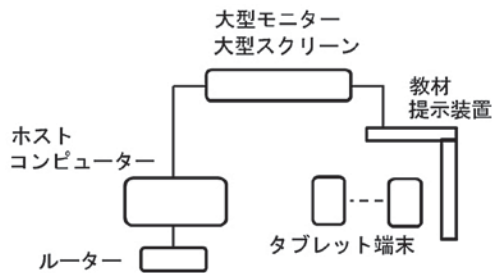 大型モニター
大型スクリーン
教材
提示装置
ホスト
コンピューター
タブレット端末
ルーター